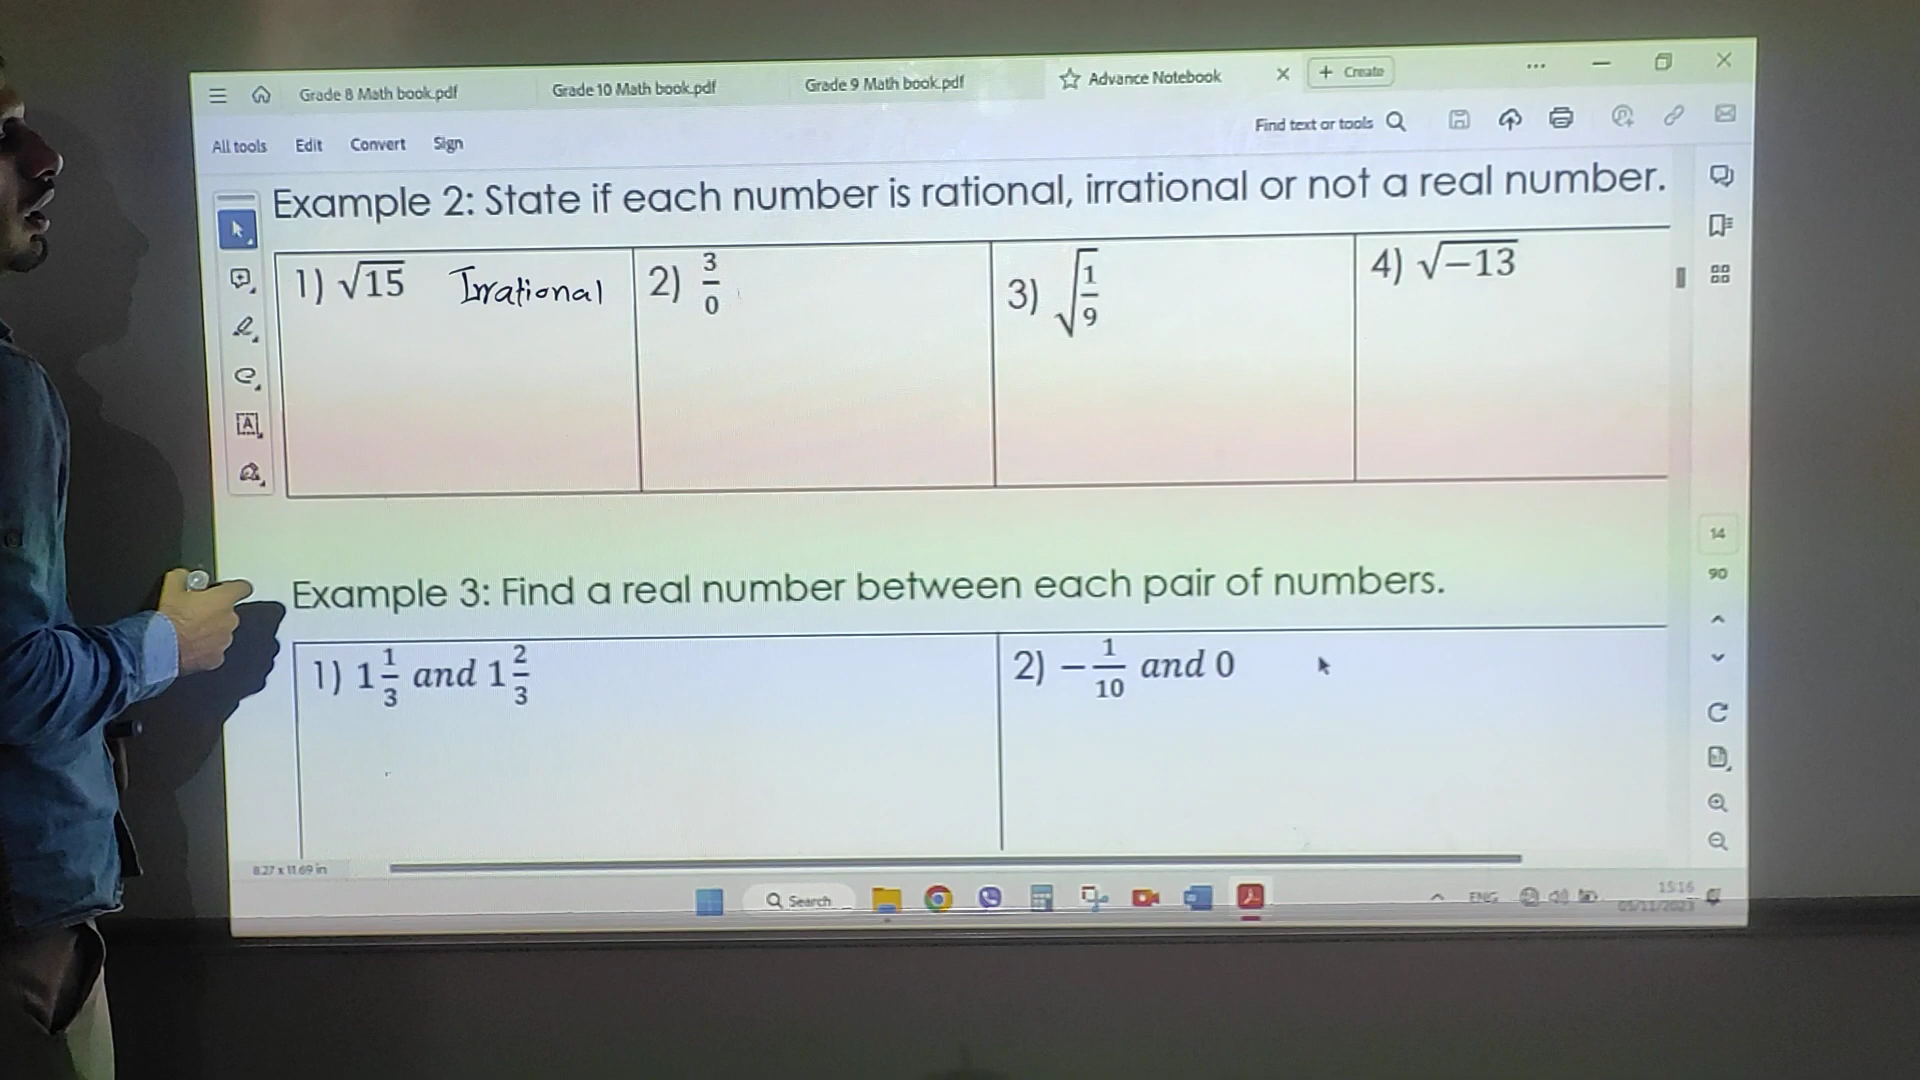 Grade 8 Math book.pdf Grade 10 Math book.pdf Grade 9 Math book.pdf Advance Notebook + Create
All tools Edit Convert Sign Find text or tools
Example 2: State if each number is rational, irrational or not a real number.
1) √15 Irrational 2) 3/0 3) √(1/9) 4) √−13
Example 3: Find a real number between each pair of numbers.
1) 1 1/3 and 1 2/3 2) −1/10 and 0
14
90
8.27 x 11.69 in
Search ENG 15:16
05/11/2023